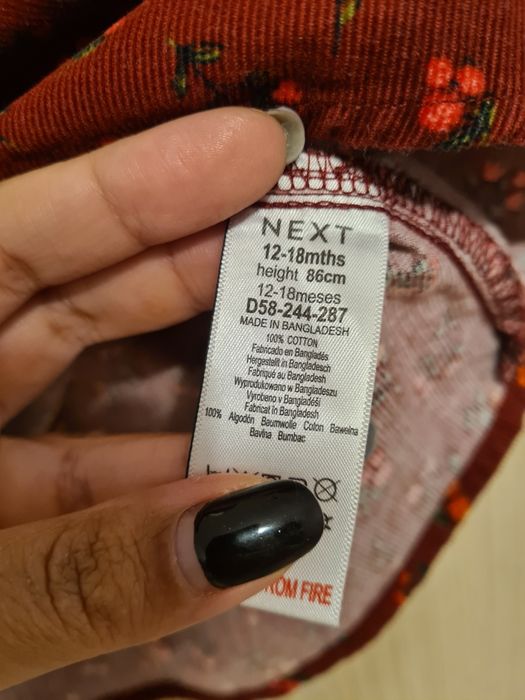 NEXT
12-18mths
height 86cm
12-18meses
D58-244-287
MADE IN BANGLADESH
100% COTTON
Fabricado en Bangladés
Hergestellt in Bangladesch
Fabriqué au Bangladesh
Wyprodukowano w Bangladeszu
Vyrobeno v Bangladéši
Fabricat în Bangladesh
100% Algodón Baumwolle Coton Bawełna
Bavlna Bumbac
FIRE